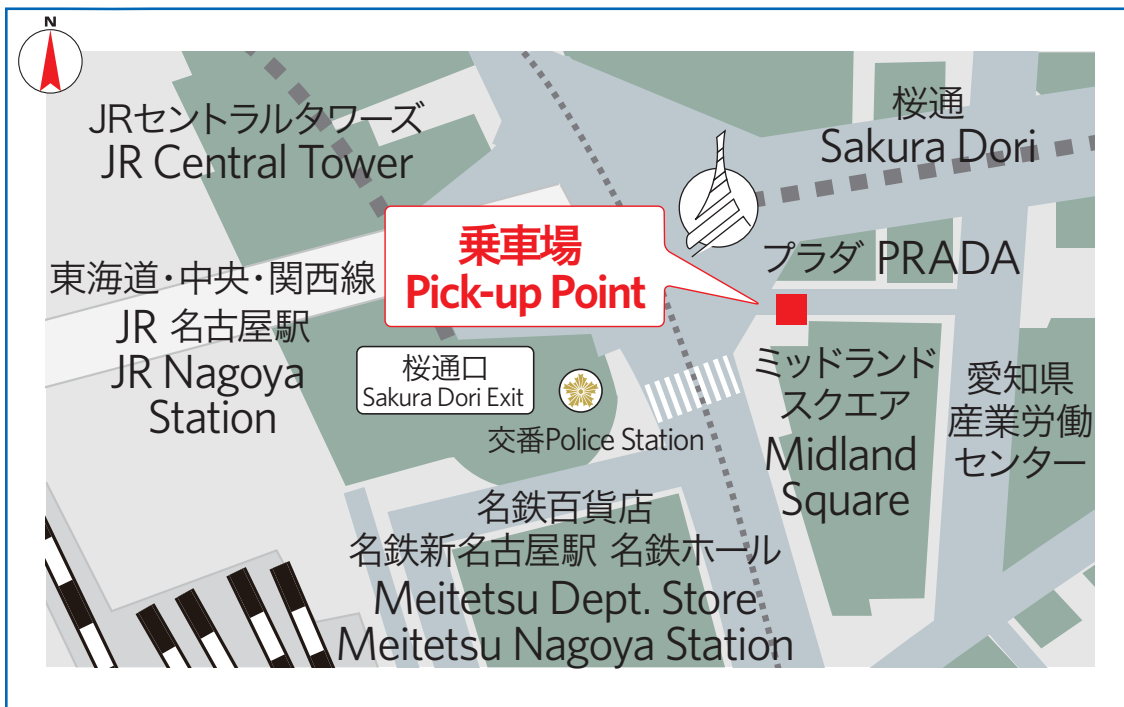 N
JRセントラルタワーズ
JR Central Tower
桜通
Sakura Dori
乗車場
Pick-up Point
プラダ PRADA
東海道・中央・関西線
JR 名古屋駅
JR Nagoya
Station
桜通口
Sakura Dori Exit
交番Police Station
ミッドランド
スクエア
Midland
Square
愛知県
産業労働
センター
名鉄百貨店
名鉄新名古屋駅 名鉄ホール
Meitetsu Dept. Store
Meitetsu Nagoya Station